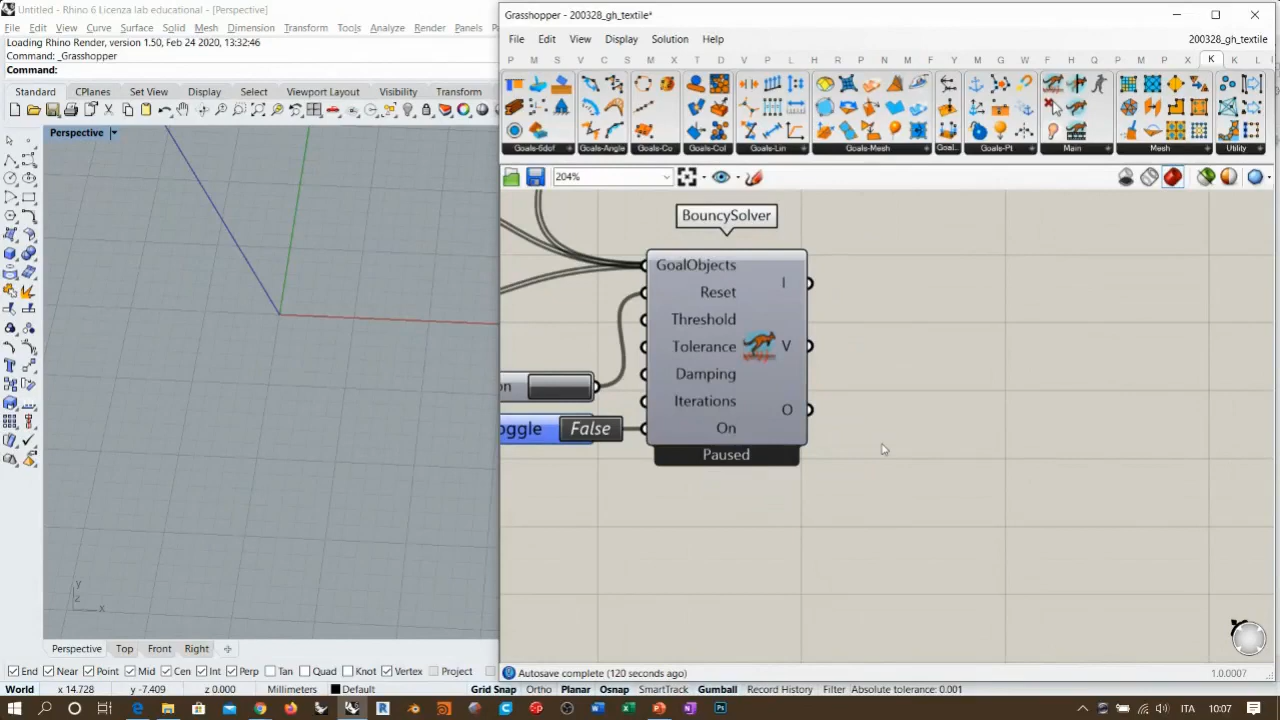 Untitled - Rhino 6 Licenza lab educational - [Perspective]
File Edit View Curve Surface Solid Mesh Dimension Transform Tools Analyze Render Panels
Loading Rhino Render, version 1.50, Feb 24 2020, 13:32:46
Command: _Grasshopper
Command:
Standard CPlanes Set View Display Select Viewport Layout Visibility Transform
Perspective
y
z x
Perspective Top Front Right
End Near Point Mid Cen Int Perp Tan Quad Knot Vertex Project
World x 14.728 y -7.409 z 0.000 Millimeters Default Grid Snap Ortho Planar Osnap SmartTrack Gumball Record History Filter Absolute tolerance: 0.001
Grasshopper - 200328_gh_textile*
File Edit View Display Solution Help 200328_gh_textile
P M S V S C S M X T C D P M V T P L H R P M V N M F D G P A P Y W F O K P M T P X K L C L
Goals-6dof Goals-Angle Goals-Co Goals-Col Goals-Lin Goals-Mesh Goal... Goals-Pt Main Mesh Utility
204%
BouncySolver
GoalObjects
Reset
Threshold
Tolerance
Damping
Iterations
On
I
V
O
Paused
on
oggle False
Autosave complete (120 seconds ago) 1.0.0007
ITA 10:07